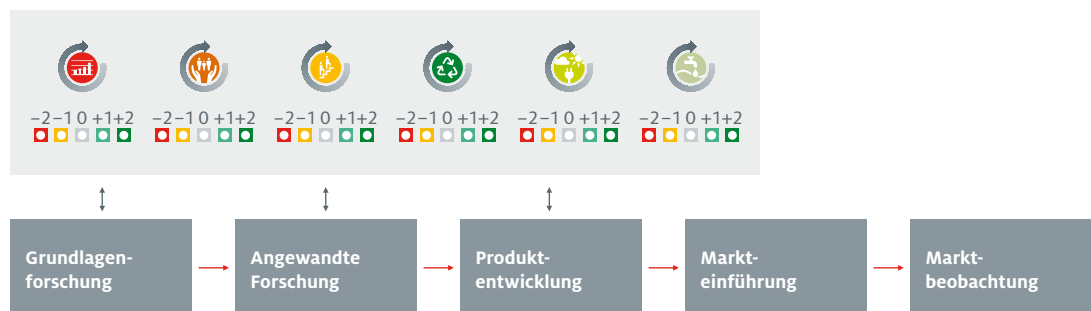 –2 –1 0 +1 +2 –2 –1 0 +1 +2 –2 –1 0 +1 +2 –2 –1 0 +1 +2 –2 –1 0 +1 +2 –2 –1 0 +1 +2
Grundlagen-
forschung
Angewandte
Forschung
Produkt-
entwicklung
Markt-
einführung
Markt-
beobachtung